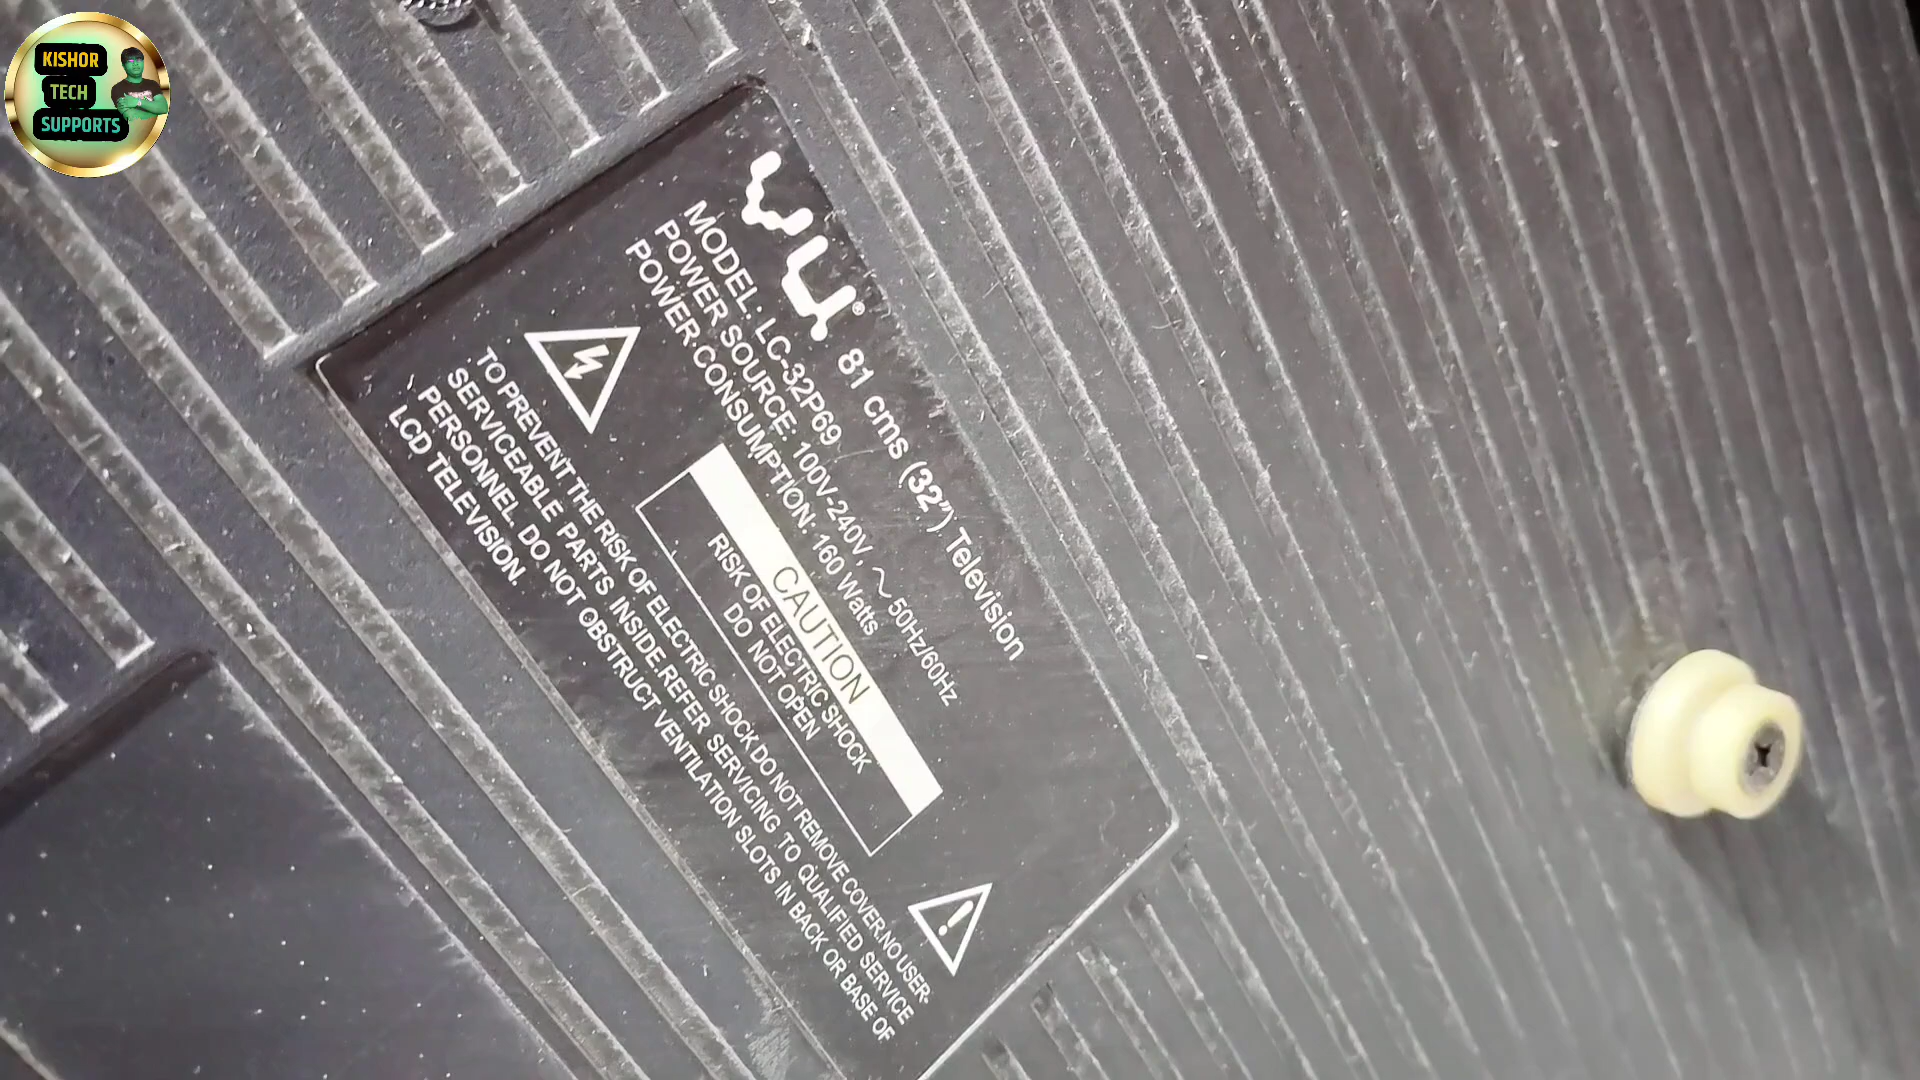 KISHOR
TECH
SUPPORTS
VU® 81 cms (32") Television
MODEL: LC-32P69
POWER SOURCE: 100V-240V, ~ 50Hz/60Hz
POWER CONSUMPTION: 160 Watts
CAUTION
RISK OF ELECTRIC SHOCK
DO NOT OPEN
TO PREVENT THE RISK OF ELECTRIC SHOCK DO NOT REMOVE COVER.NO USER-
SERVICEABLE PARTS INSIDE.REFER SERVICING TO QUALIFIED SERVICE
PERSONNEL. DO NOT OBSTRUCT VENTILATION SLOTS IN BACK OR BASE OF
LCD TELEVISION.